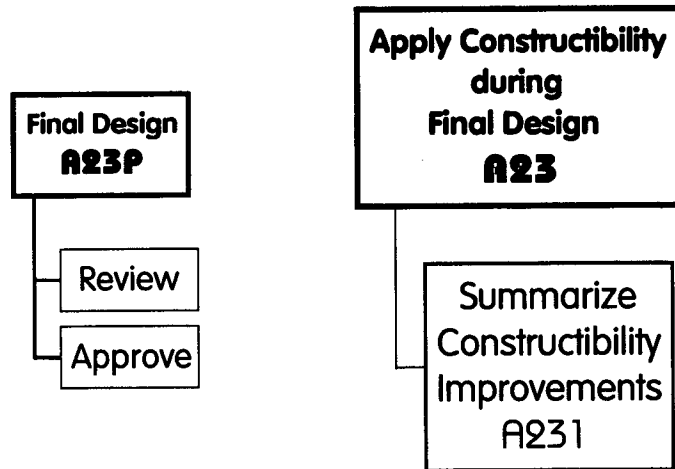 Final Design
A23P
Review
Approve
Apply Constructibility
during
Final Design
A23
Summarize
Constructibility
Improvements
A231